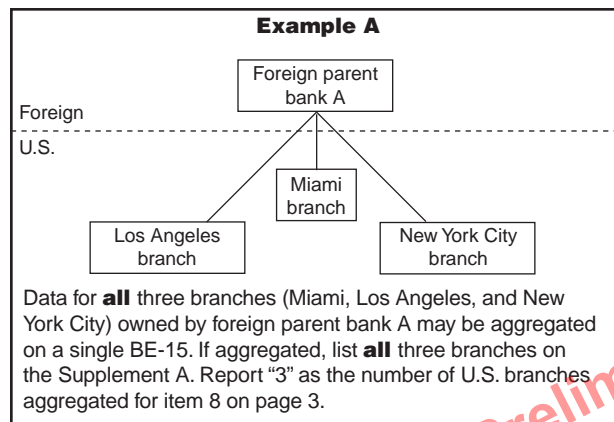 Example A
Foreign parent
bank A
Foreign
U.S.
Miami
branch
Los Angeles
branch
New York City
branch
Data for all three branches (Miami, Los Angeles, and New
York City) owned by foreign parent bank A may be aggregated
on a single BE-15. If aggregated, list all three branches on
the Supplement A. Report “3” as the number of U.S. branches
aggregated for item 8 on page 3.